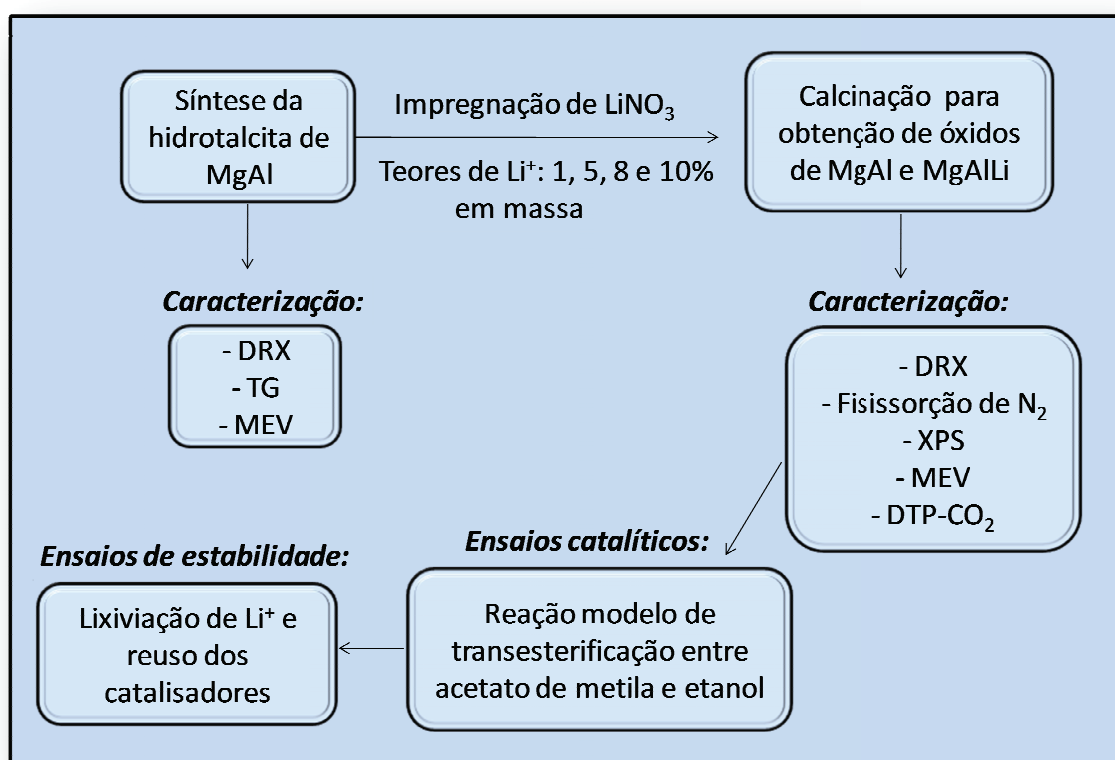 Síntese da
hidrotalcita de
MgAl
Impregnação de LiNO₃
Teores de Li⁺: 1, 5, 8 e 10%
em massa
Calcinação para
obtenção de óxidos
de MgAl e MgAlLi
Caracterização:
- DRX
- TG
- MEV
Caracterização:
- DRX
- Fisissorção de N₂
- XPS
- MEV
- DTP-CO₂
Ensaios catalíticos:
Reação modelo de
transesterificação entre
acetato de metila e etanol
Ensaios de estabilidade:
Lixiviação de Li⁺ e
reuso dos
catalisadores